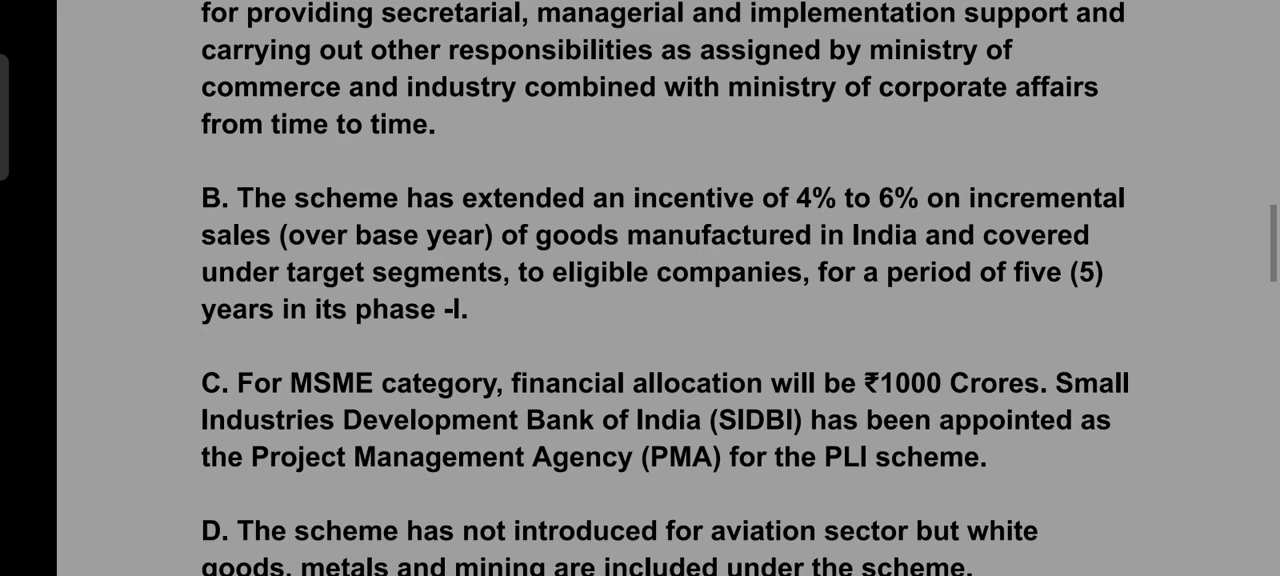 for providing secretarial, managerial and implementation support and
carrying out other responsibilities as assigned by ministry of
commerce and industry combined with ministry of corporate affairs
from time to time.
B. The scheme has extended an incentive of 4% to 6% on incremental
sales (over base year) of goods manufactured in India and covered
under target segments, to eligible companies, for a period of five (5)
years in its phase -I.
C. For MSME category, financial allocation will be ₹1000 Crores. Small
Industries Development Bank of India (SIDBI) has been appointed as
the Project Management Agency (PMA) for the PLI scheme.
D. The scheme has not introduced for aviation sector but white
goods, metals and mining are included under the scheme.